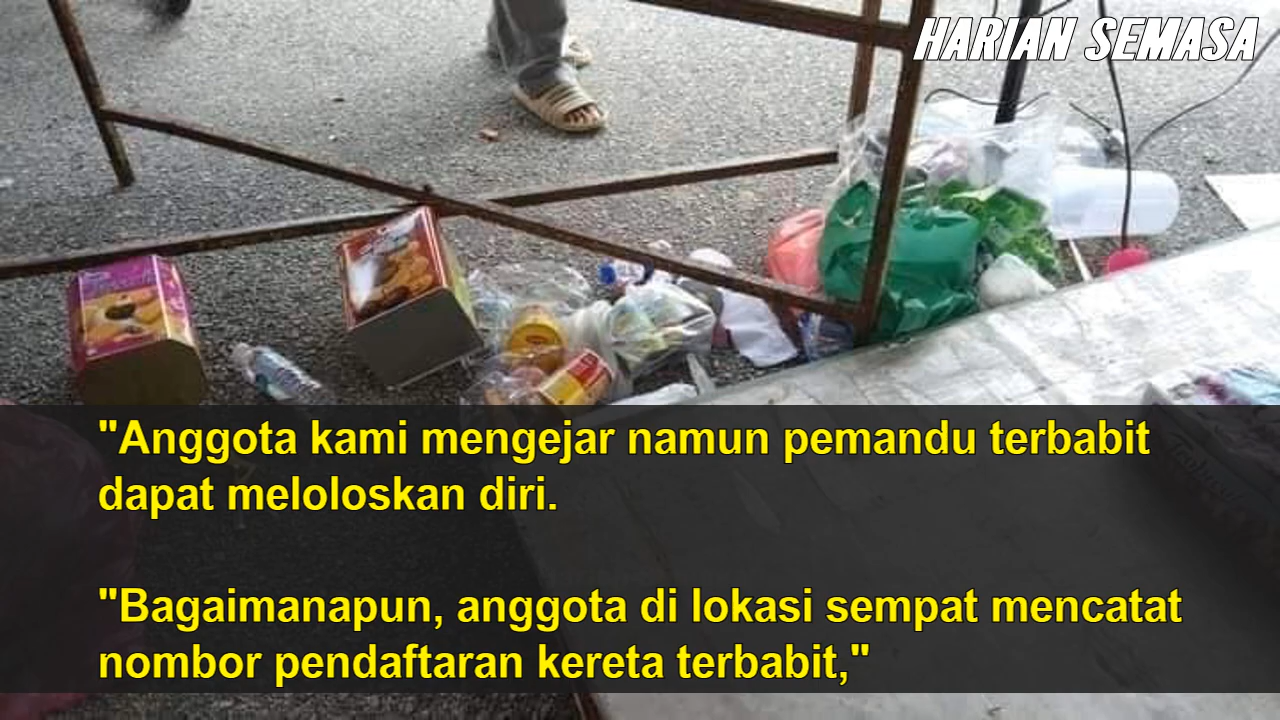 HARIAN SEMASA
"Anggota kami mengejar namun pemandu terbabit
dapat meloloskan diri.
"Bagaimanapun, anggota di lokasi sempat mencatat
nombor pendaftaran kereta terbabit,"